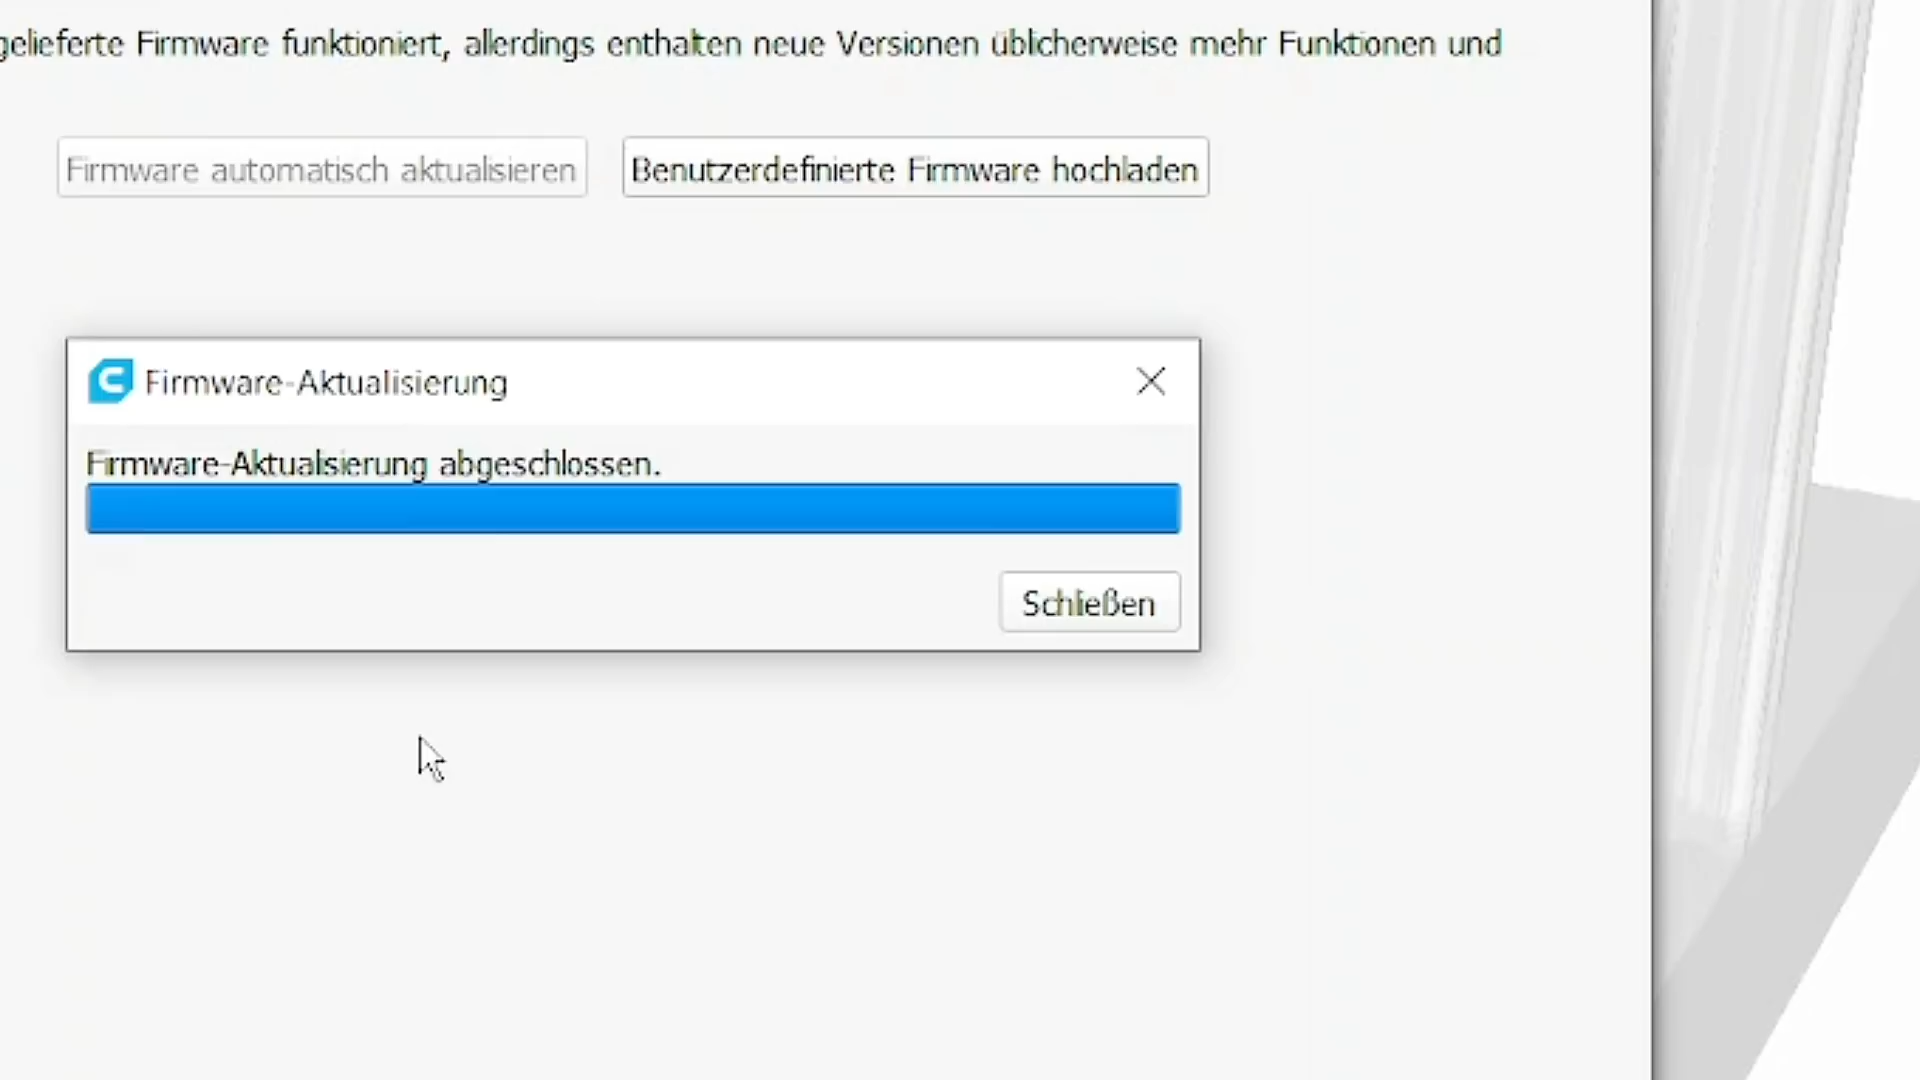 gelieferte Firmware funktioniert, allerdings enthalten neue Versionen üblicherweise mehr Funktionen und
Firmware automatisch aktualisieren
Benutzerdefinierte Firmware hochladen
Firmware-Aktualisierung
Firmware-Aktualisierung abgeschlossen.
Schließen